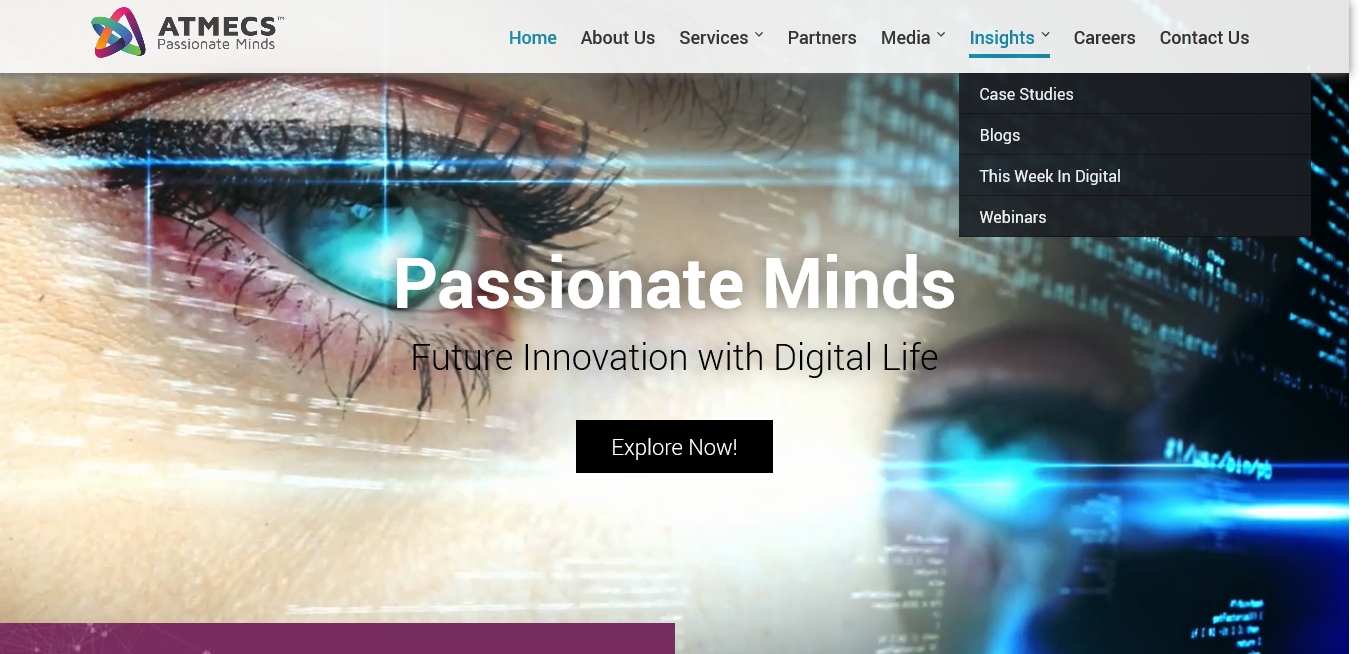 ATMECS™
Passionate Minds
Home About Us Services Partners Media Insights Careers Contact Us
Case Studies
Blogs
This Week In Digital
Webinars
Passionate Minds
Future Innovation with Digital Life
Explore Now!